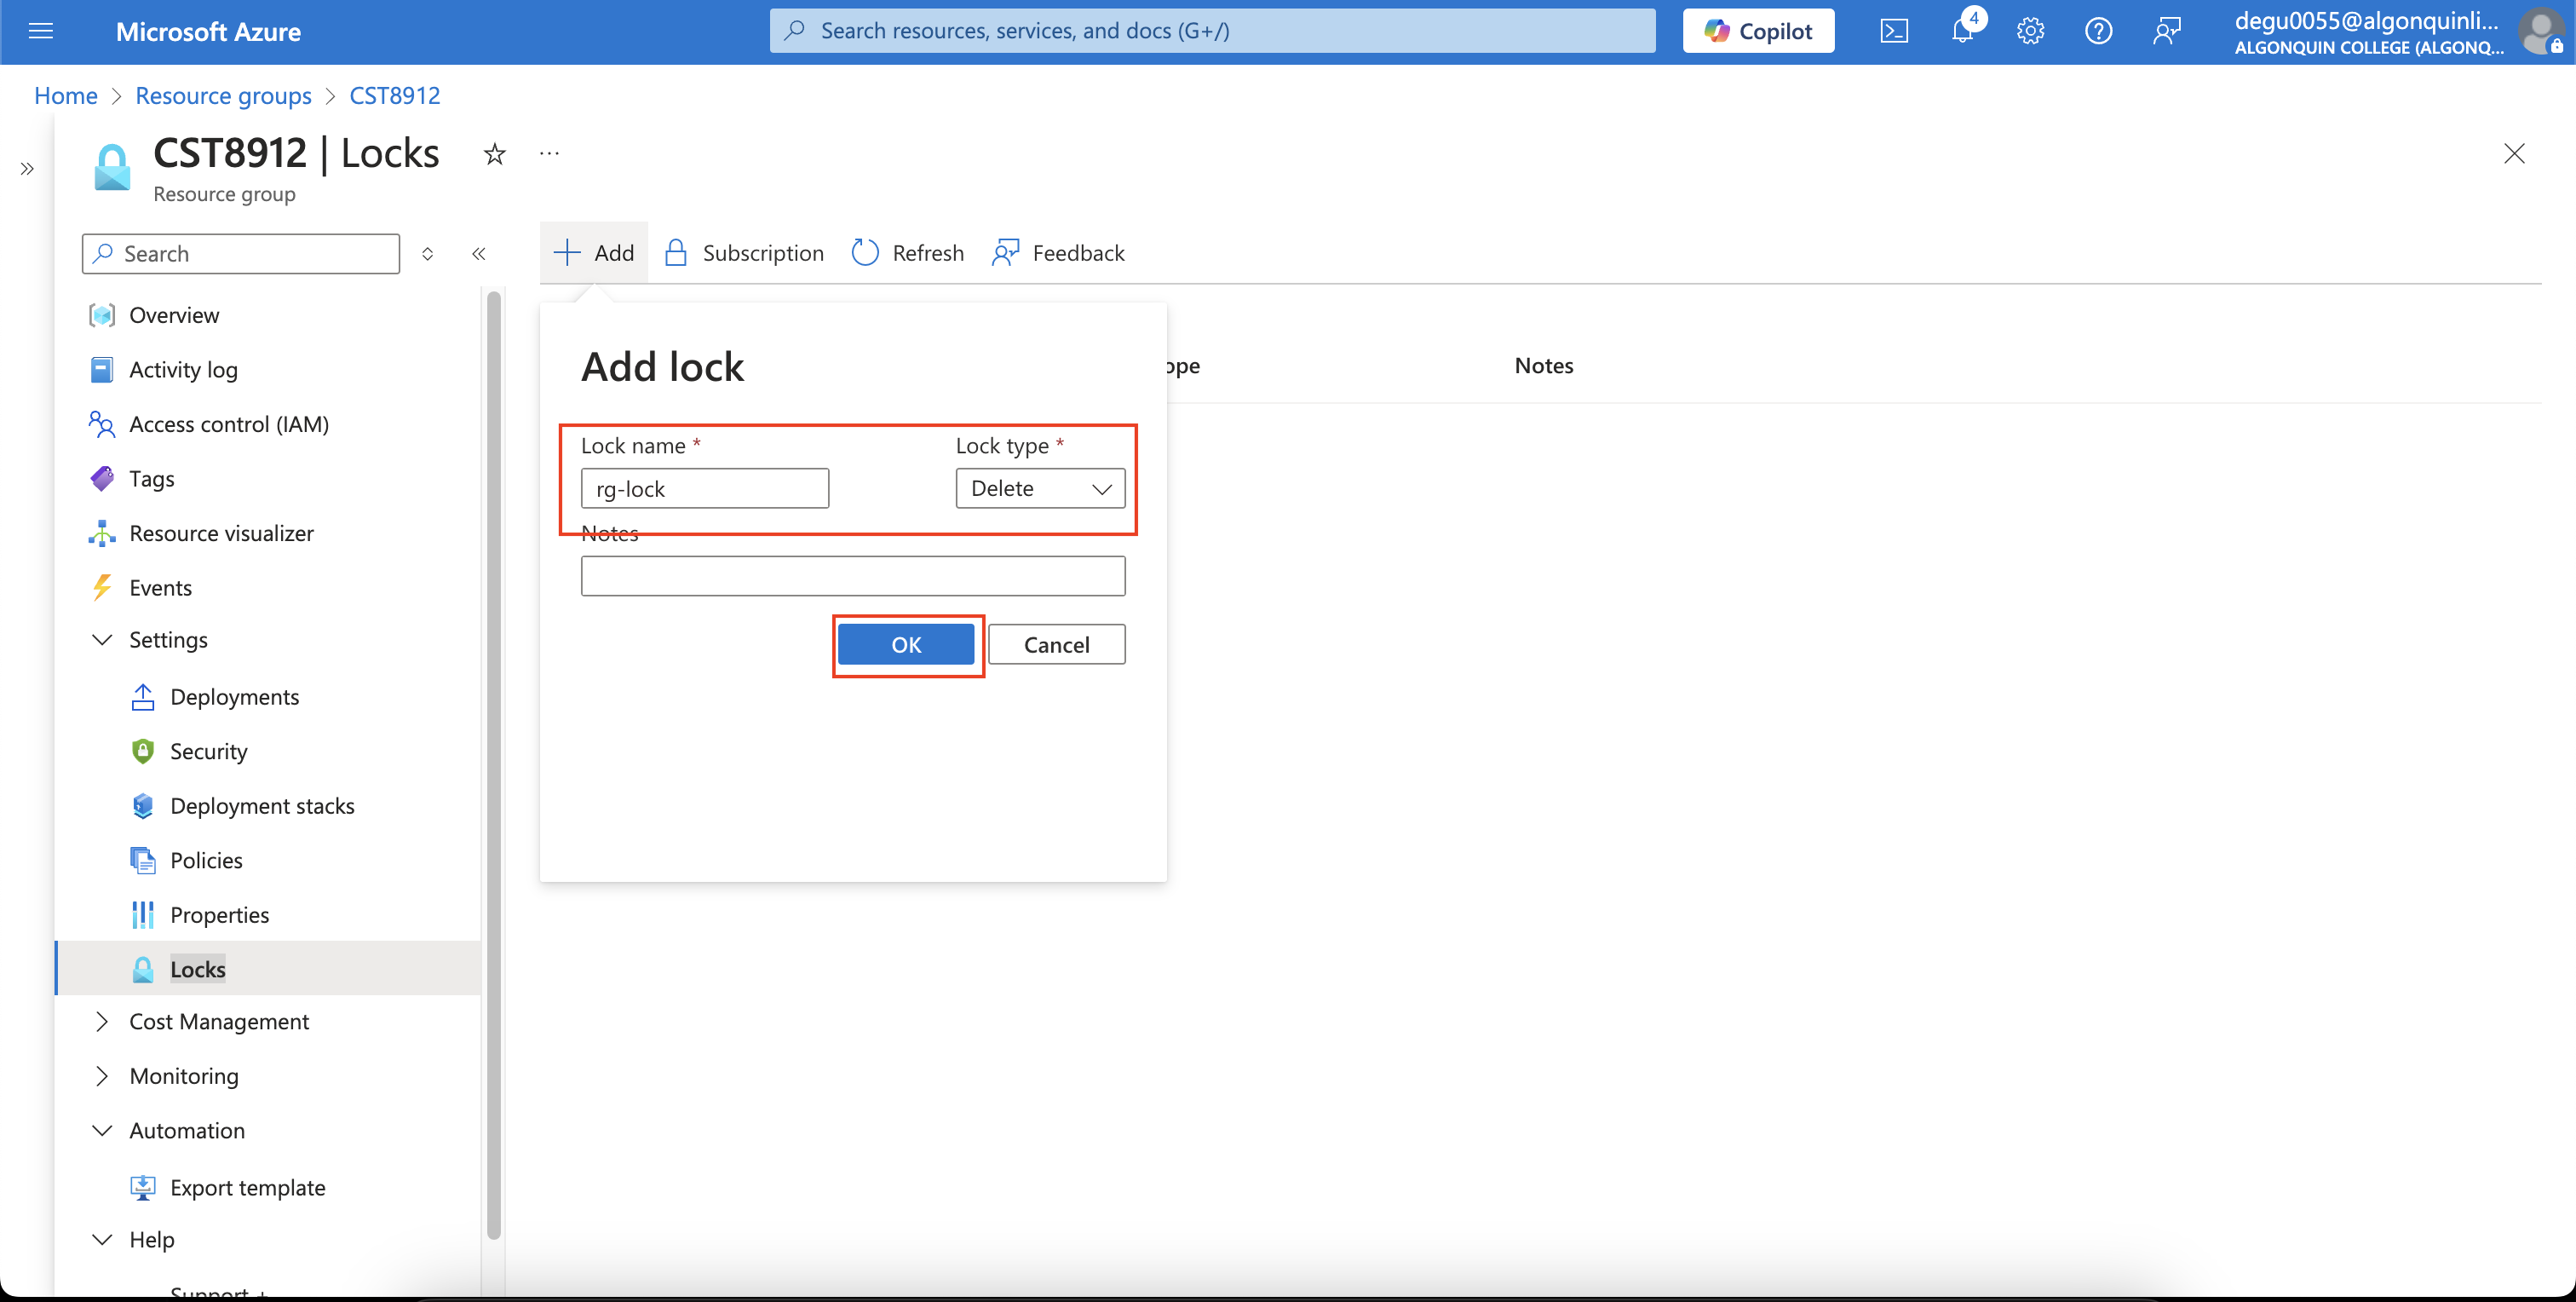 Microsoft Azure
Search resources, services, and docs (G+/)
Copilot
4
degu0055@algonquinli...
ALGONQUIN COLLEGE (ALGONQ...
Home > Resource groups > CST8912
CST8912 | Locks
Resource group
Search
Add
Subscription
Refresh
Feedback
Overview
Activity log
Access control (IAM)
Tags
Resource visualizer
Events
Settings
Deployments
Security
Deployment stacks
Policies
Properties
Locks
Cost Management
Monitoring
Automation
Export template
Help
Support +
Add lock
Lock name *
Lock type *
rg-lock
Delete
Notes
OK
Cancel
ope
Notes